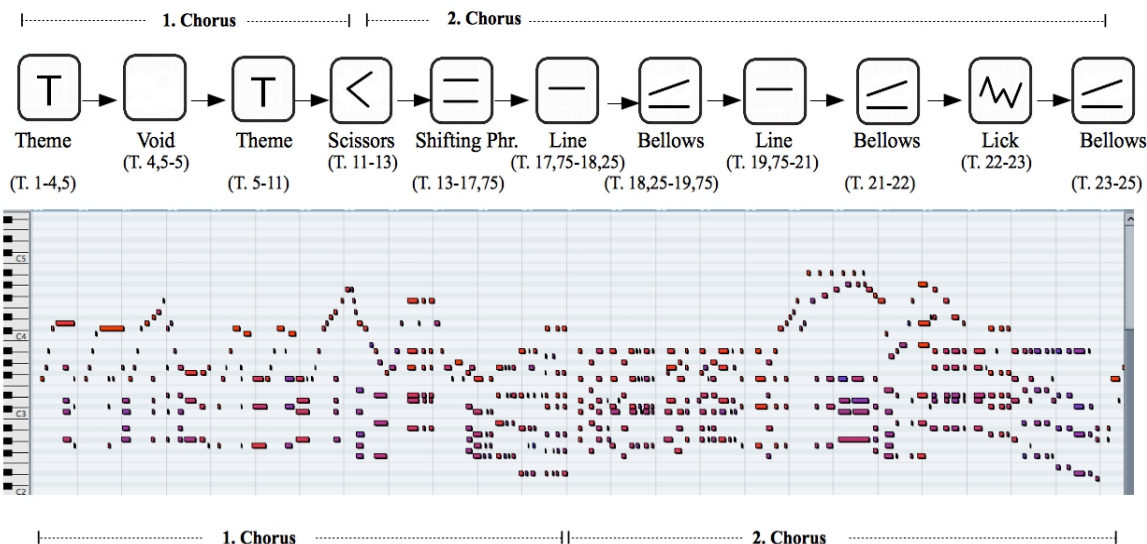 1. Chorus 2. Chorus
T T
Theme Void Theme Scissors Shifting Phr. Line Bellows Line Bellows Lick Bellows
(T. 4,5-5) (T. 11-13) (T. 17,75-18,25) (T. 19,75-21) (T. 22-23)
(T. 1-4,5) (T. 5-11) (T. 13-17,75) (T. 18,25-19,75) (T. 21-22) (T. 23-25)
C5
C4
C3
C2
1. Chorus 2. Chorus